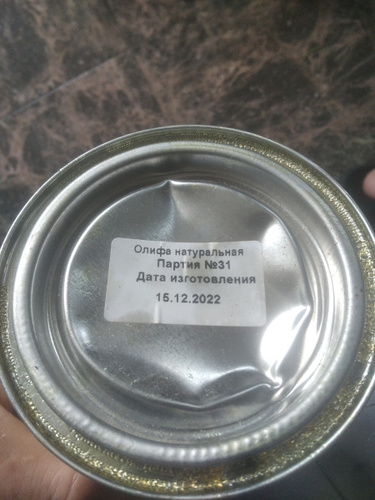 Олифа натуральная
Партия №31
Дата изготовления
15.12.2022